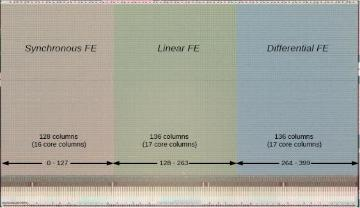 Synchronous FE
Linear FE
Differential FE
128 columns
(16 core columns)
136 columns
(17 core columns)
136 columns
(17 core columns)
0 - 127
128 - 263
264 - 399